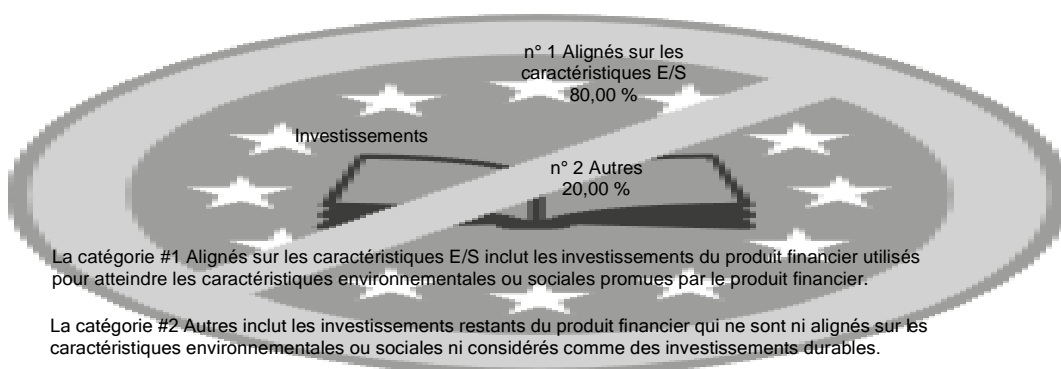 n° 1 Alignés sur les
caractéristiques E/S
80,00 %
Investissements
n° 2 Autres
20,00 %
La catégorie #1 Alignés sur les caractéristiques E/S inclut les investissements du produit financier utilisés
pour atteindre les caractéristiques environnementales ou sociales promues par le produit financier.
La catégorie #2 Autres inclut les investissements restants du produit financier qui ne sont ni alignés sur les
caractéristiques environnementales ou sociales ni considérés comme des investissements durables.